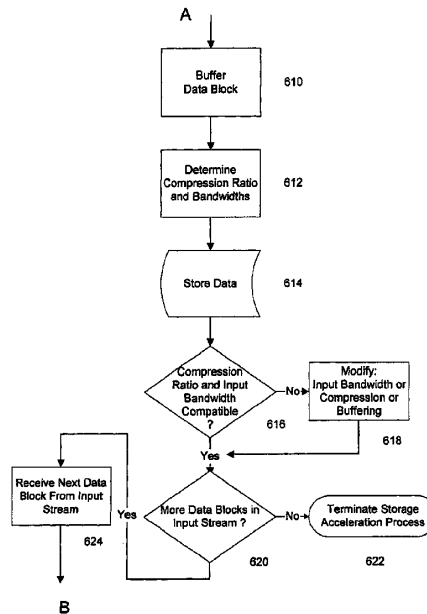 A
Buffer
Data Block
610
Determine
Compression Ratio
and Bandwidths
612
Store Data
614
Compression
Ratio and Input
Bandwidth
Compatible
?
616
No
Modify:
Input Bandwidth or
Compression or
Buffering
618
Yes
More Data Blocks in
Input Stream ?
620
No
Terminate Storage
Acceleration Process
622
Yes
Receive Next Data
Block From Input
Stream
624
B